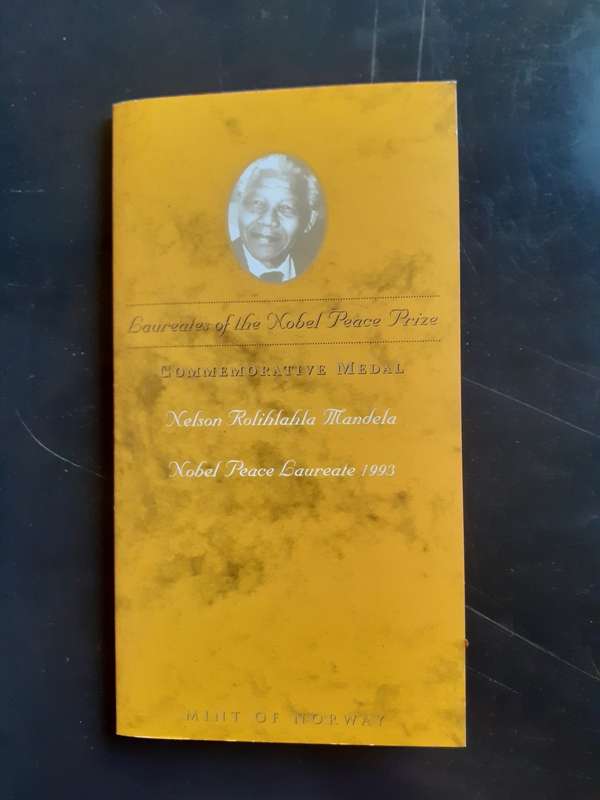 Laureates of the Nobel Peace Prize
COMMEMORATIVE MEDAL
Nelson Rolihlahla Mandela
Nobel Peace Laureate 1993
MINT OF NORWAY